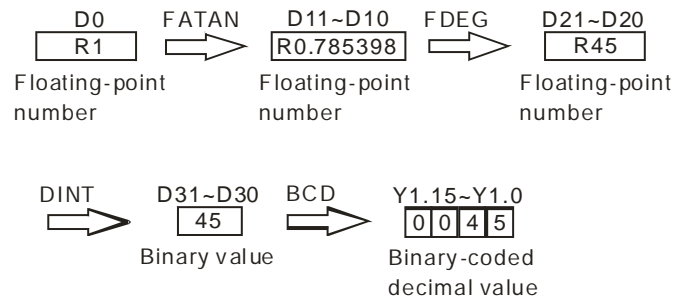 D0 FATAN D11~D10 FDEG D21~D20
R1 R0.785398 R45
Floating-point Floating-point Floating-point
number number number
DINT D31~D30 BCD Y1.15~Y1.0
45 0 0 4 5
Binary value Binary-coded
decimal value